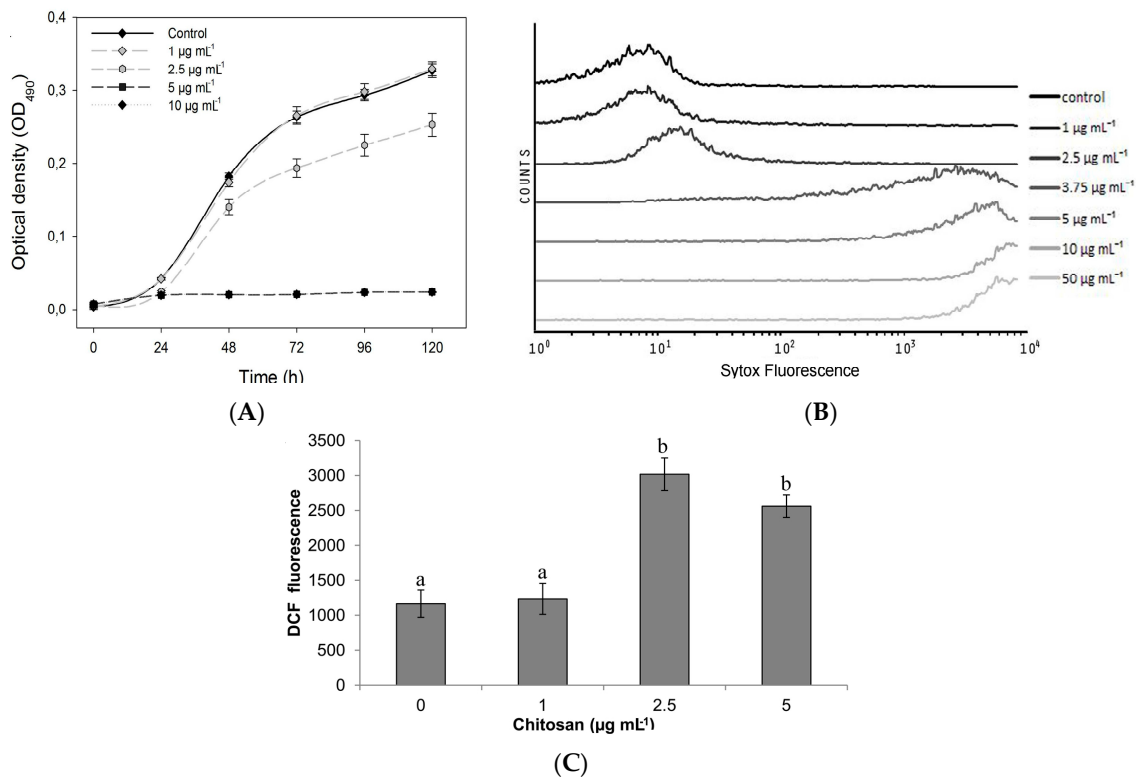 0,4
0,3
0,2
0,1
0,0
Optical density (OD490)
Control
1 µg mL-1
2.5 µg mL-1
5 µg mL-1
10 µg mL-1
0 24 48 72 96 120
Time (h)
(A)
COUNTS
control
1 µg mL-1
2.5 µg mL-1
3.75 µg mL-1
5 µg mL-1
10 µg mL-1
50 µg mL-1
10^0 10^1 10^2 10^3 10^4
Sytox Fluorescence
(B)
3500
3000
2500
2000
1500
1000
500
0
DCF fluorescence
a a b b
0 1 2.5 5
Chitosan (µg mL-1)
(C)